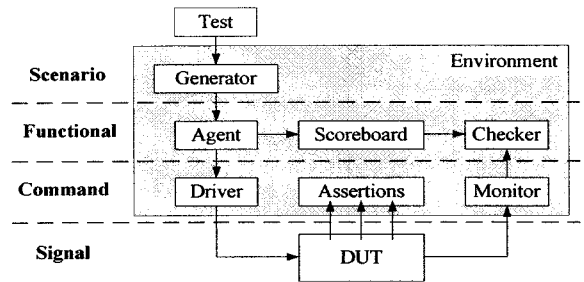 Test
Environment
Scenario
Generator
Functional
Agent
Scoreboard
Checker
Command
Driver
Assertions
Monitor
Signal
DUT